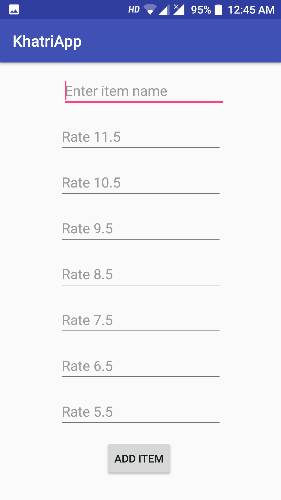 HD 95% 12:45 AM
KhatriApp
Enter item name
Rate 11.5
Rate 10.5
Rate 9.5
Rate 8.5
Rate 7.5
Rate 6.5
Rate 5.5
ADD ITEM